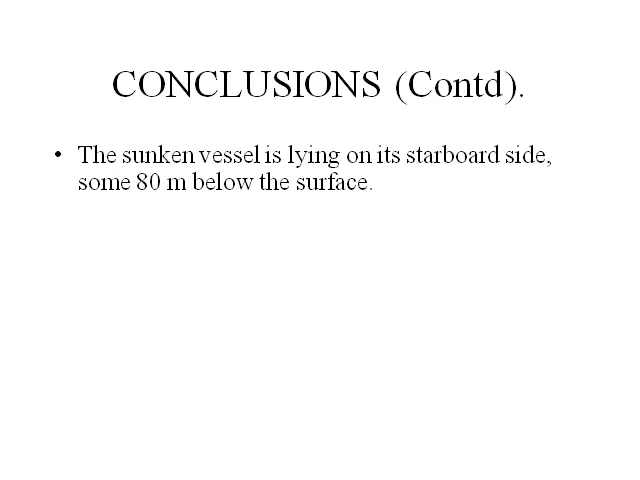 CONCLUSIONS (Contd).
• The sunken vessel is lying on its starboard side,
some 80 m below the surface.